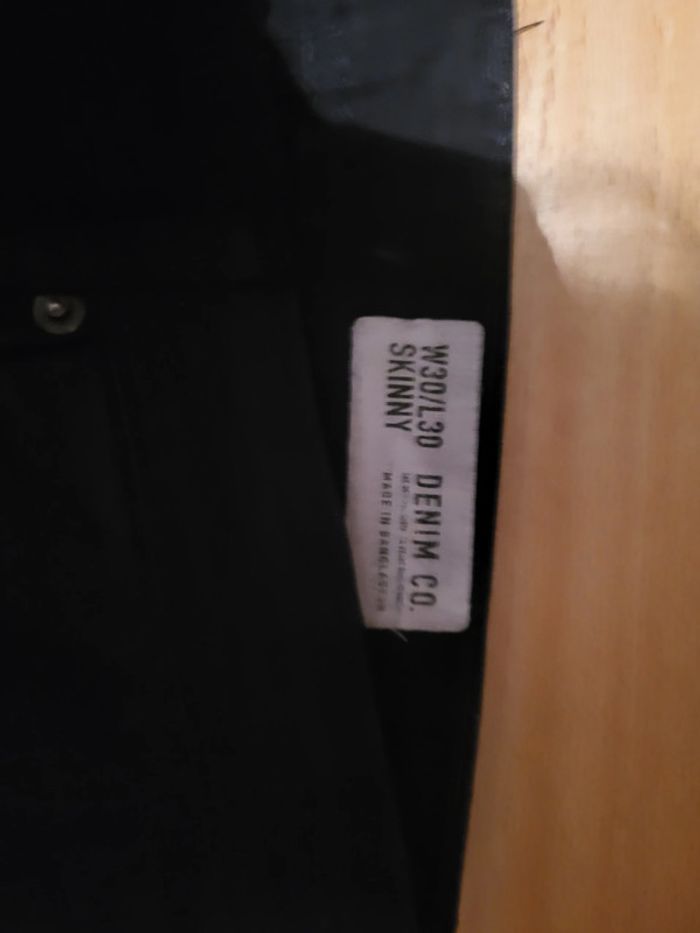 W30/L30
SKINNY
DENIM CO.
MADE IN BANGLADESH